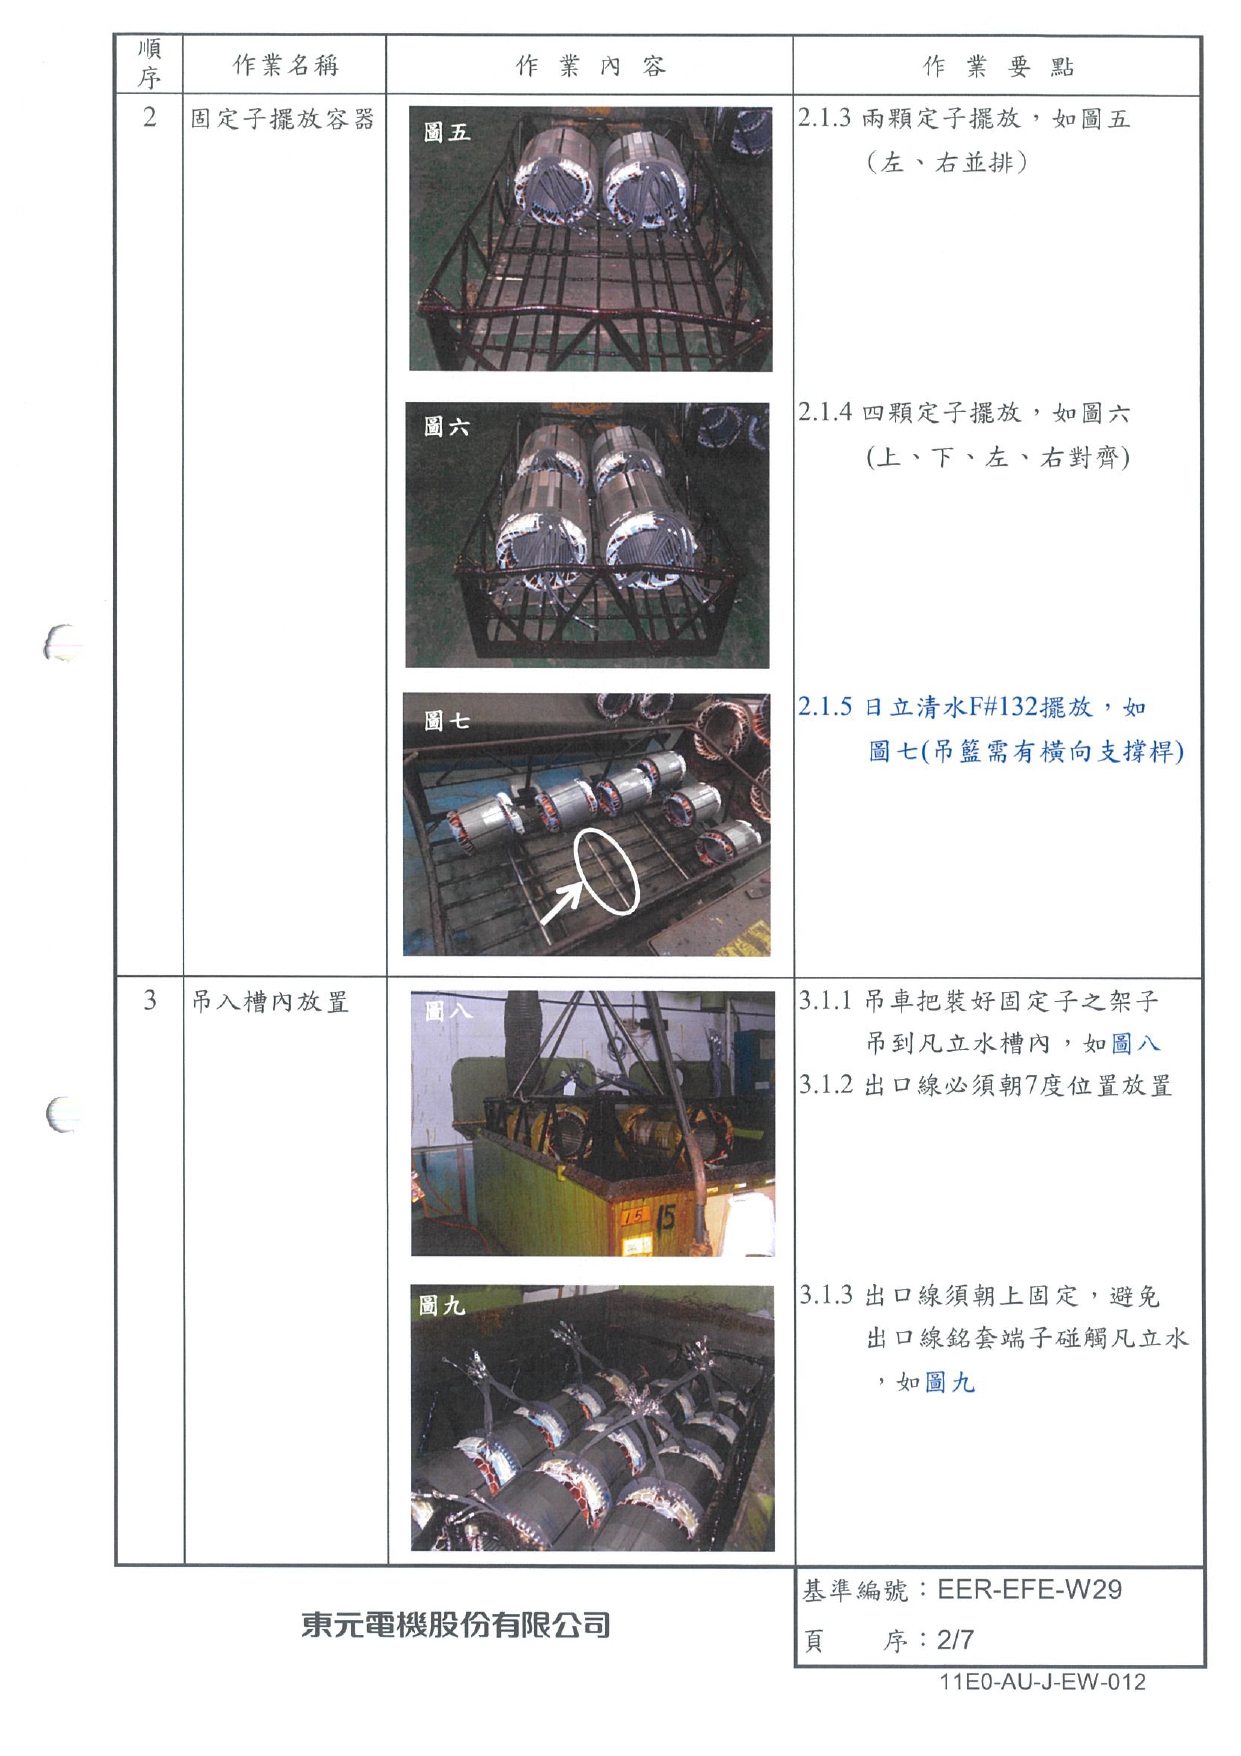 順序 作業名稱 作業內容 作業要點
2 固定子擺放容器
圖五
2.1.3 兩顆定子擺放，如圖五
（左、右並排）
圖六
2.1.4 四顆定子擺放，如圖六
(上、下、左、右對齊)
圖七
2.1.5 日立清水F#132擺放，如
圖七(吊籃需有橫向支撐桿)
3 吊入槽內放置
圖八
3.1.1 吊車把裝好固定子之架子
吊到凡立水槽內，如圖八
3.1.2 出口線必須朝7度位置放置
15 15
圖九
3.1.3 出口線須朝上固定，避免
出口線銘套端子碰觸凡立水
，如圖九
東元電機股份有限公司
基準編號：EER-EFE-W29
頁 序：2/7
11E0-AU-J-EW-012